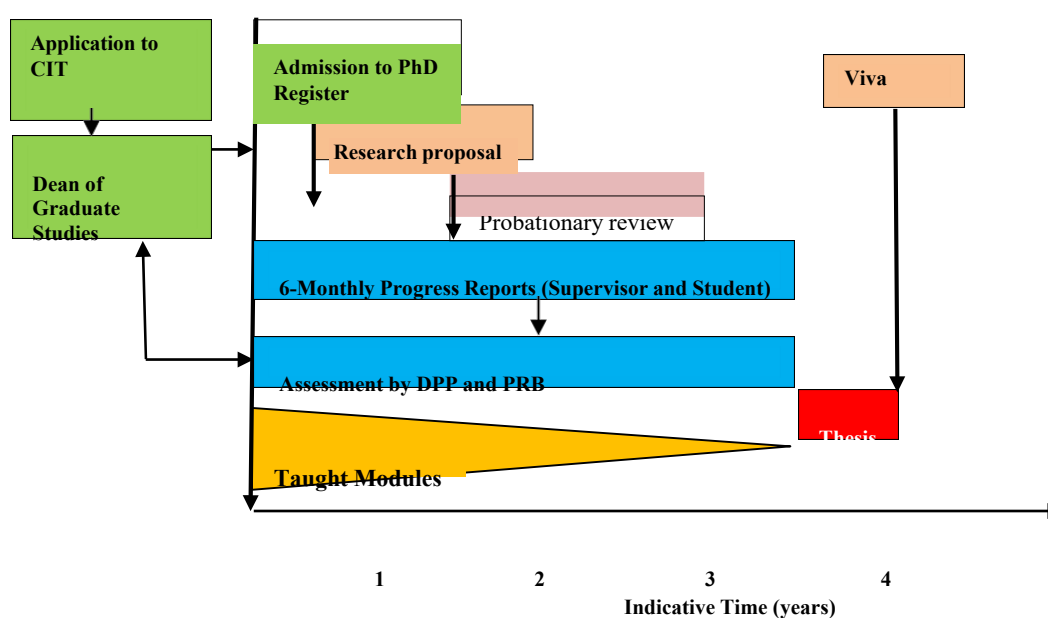 Application to
CIT
Admission to PhD
Register
Viva
Research proposal
Dean of
Graduate
Studies
Probationary review
6-Monthly Progress Reports (Supervisor and Student)
Assessment by DPP and PRB
Thesis
Taught Modules
1 2 3 4
Indicative Time (years)